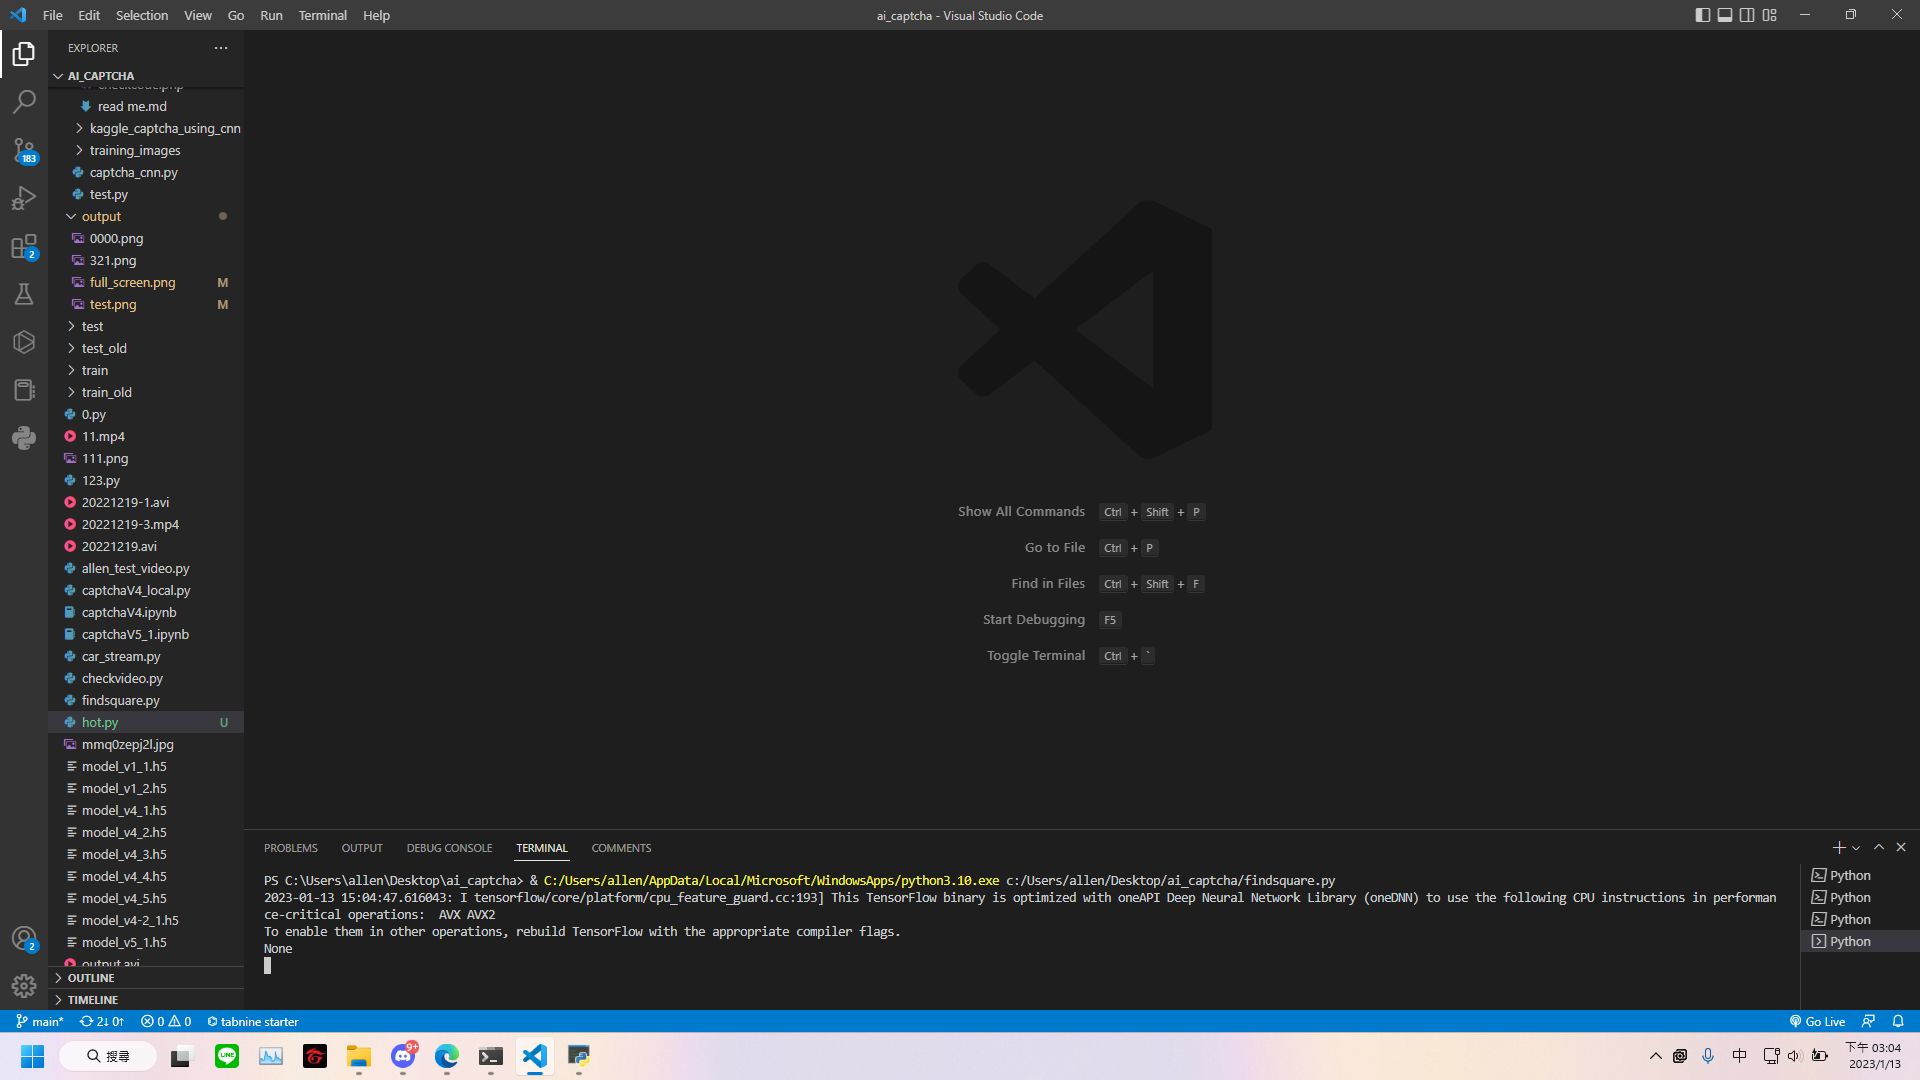 File Edit Selection View Go Run Terminal Help
ai_captcha - Visual Studio Code
EXPLORER
AI_CAPTCHA
checkcode.php
read me.md
kaggle_captcha_using_cnn
training_images
captcha_cnn.py
test.py
output
0000.png
321.png
full_screen.png M
test.png M
test
test_old
train
train_old
0.py
11.mp4
111.png
123.py
20221219-1.avi
20221219-3.mp4
20221219.avi
allen_test_video.py
captchaV4_local.py
captchaV4.ipynb
captchaV5_1.ipynb
car_stream.py
checkvideo.py
findsquare.py
hot.py U
mmq0zepj2l.jpg
model_v1_1.h5
model_v1_2.h5
model_v4_1.h5
model_v4_2.h5
model_v4_3.h5
model_v4_4.h5
model_v4_5.h5
model_v4-2_1.h5
model_v5_1.h5
output.avi
OUTLINE
TIMELINE
183
2
2
Show All Commands Ctrl + Shift + P
Go to File Ctrl + P
Find in Files Ctrl + Shift + F
Start Debugging F5
Toggle Terminal Ctrl + `
PROBLEMS OUTPUT DEBUG CONSOLE TERMINAL COMMENTS
PS C:\Users\allen\Desktop\ai_captcha> & C:/Users/allen/AppData/Local/Microsoft/WindowsApps/python3.10.exe c:/Users/allen/Desktop/ai_captcha/findsquare.py
2023-01-13 15:04:47.616043: I tensorflow/core/platform/cpu_feature_guard.cc:193] This TensorFlow binary is optimized with oneAPI Deep Neural Network Library (oneDNN) to use the following CPU instructions in performan
ce-critical operations:  AVX AVX2
To enable them in other operations, rebuild TensorFlow with the appropriate compiler flags.
None
Python
Python
Python
Python
main* 2↓ 0↑ 0 0 tabnine starter
Go Live
搜尋
LINE
9+
中
下午 03:04
2023/1/13